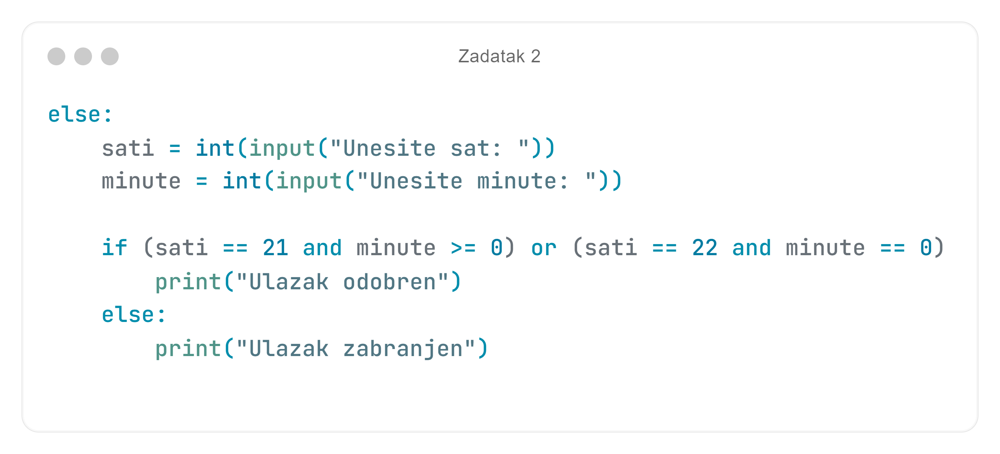 Zadatak 2
else:
    sati = int(input("Unesite sat: "))
    minute = int(input("Unesite minute: "))

    if (sati == 21 and minute >= 0) or (sati == 22 and minute == 0)
        print("Ulazak odobren")
    else:
        print("Ulazak zabranjen")